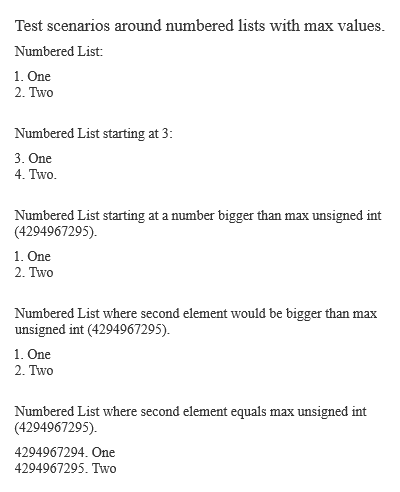 Test scenarios around numbered lists with max values.
Numbered List:
1. One
2. Two
Numbered List starting at 3:
3. One
4. Two.
Numbered List starting at a number bigger than max unsigned int
(4294967295).
1. One
2. Two
Numbered List where second element would be bigger than max
unsigned int (4294967295).
1. One
2. Two
Numbered List where second element equals max unsigned int
(4294967295).
4294967294. One
4294967295. Two